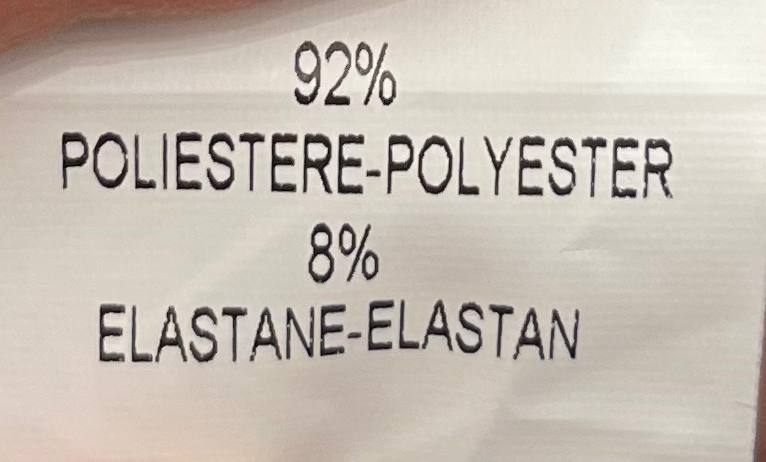 92%
POLIESTERE-POLYESTER
8%
ELASTANE-ELASTAN